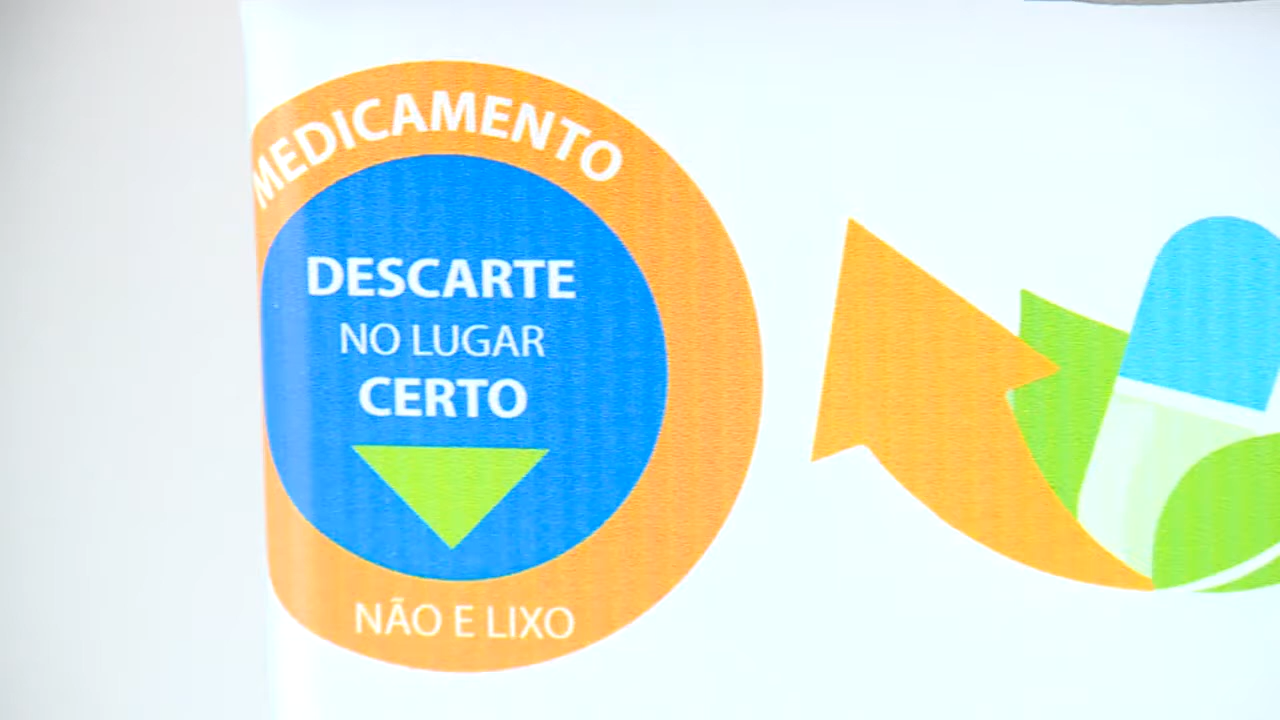 MEDICAMENTO
DESCARTE
NO LUGAR
CERTO
NÃO E LIXO